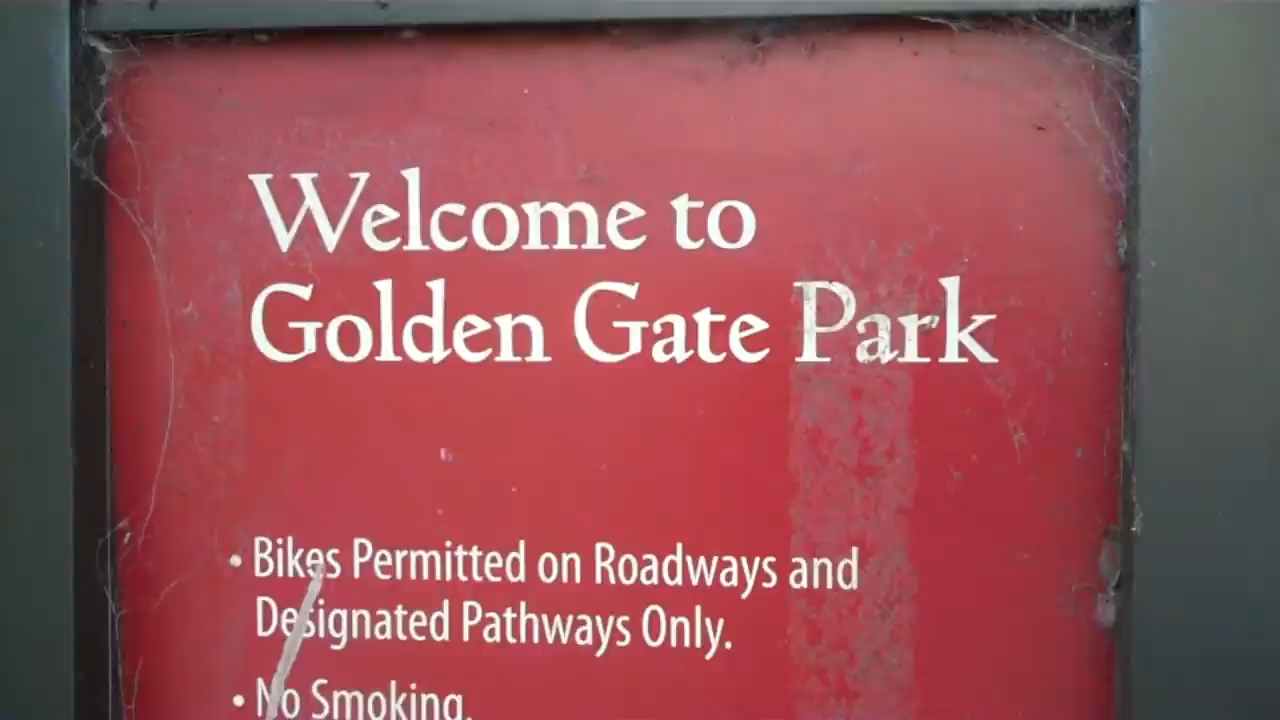 Welcome to
Golden Gate Park
• Bikes Permitted on Roadways and
Designated Pathways Only.
• No Smoking.